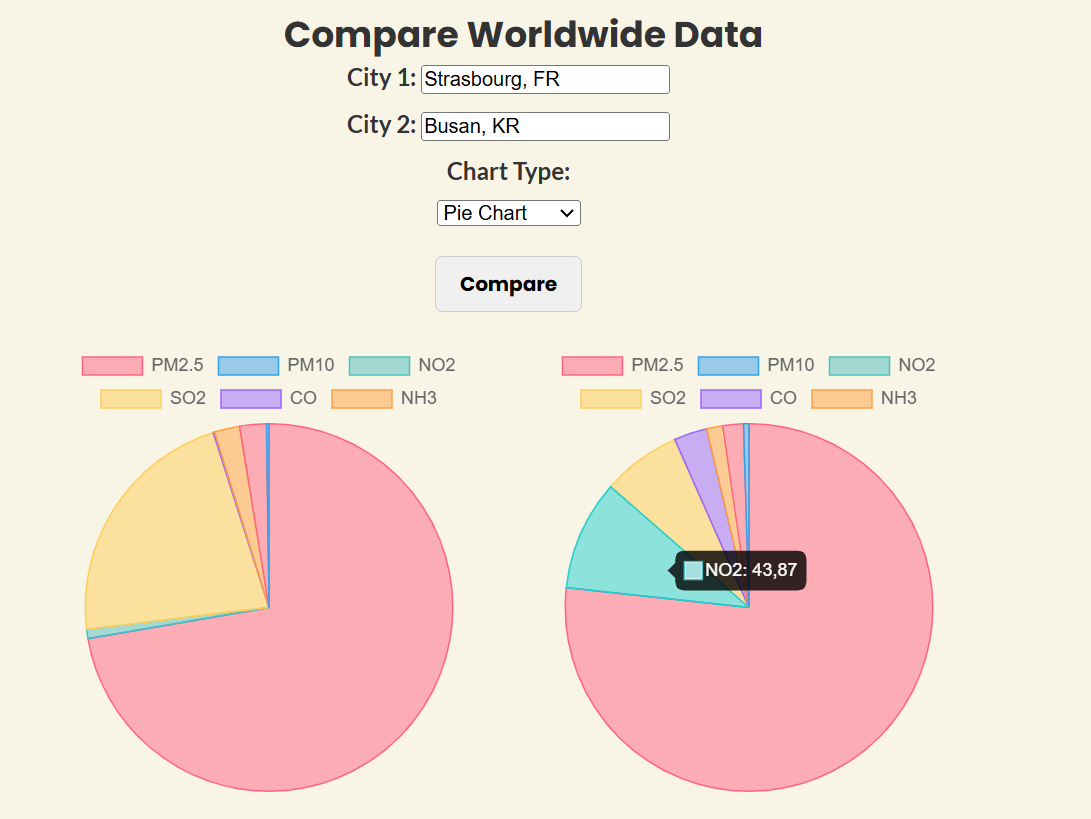 Compare Worldwide Data
City 1: Strasbourg, FR
City 2: Busan, KR
Chart Type:
Pie Chart
Compare
PM2.5 PM10 NO2
SO2 CO NH3
PM2.5 PM10 NO2
SO2 CO NH3
NO2: 43,87